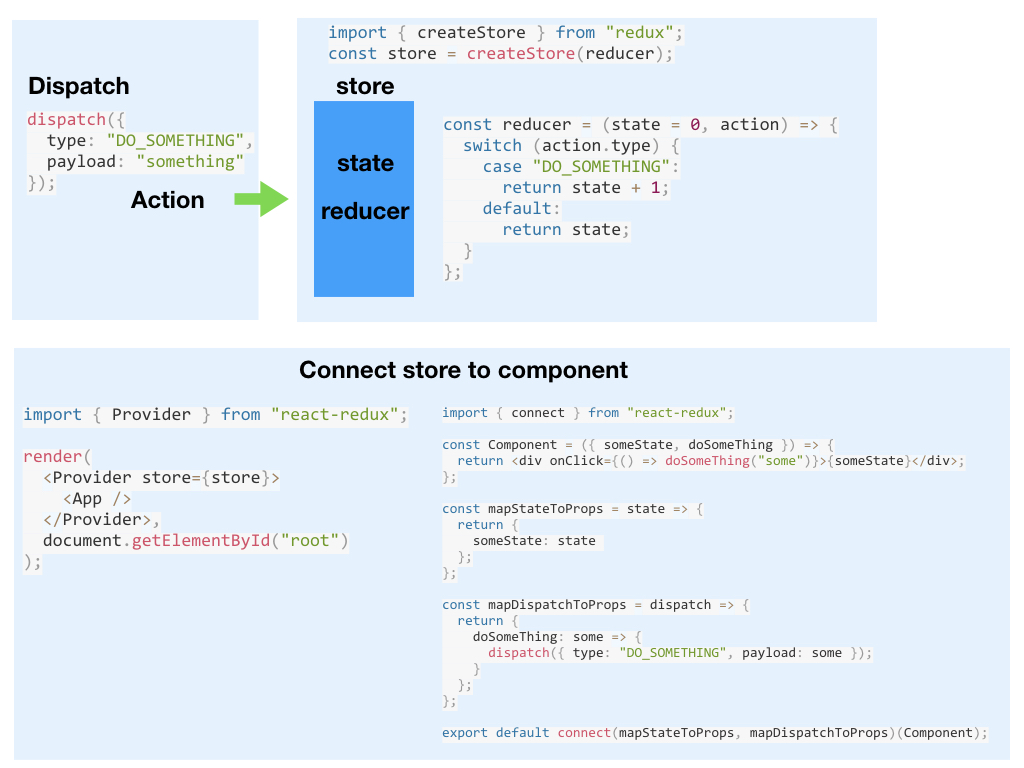 Dispatch
dispatch({
  type: "DO_SOMETHING",
  payload: "something"
});
Action
import { createStore } from "redux";
const store = createStore(reducer);
store
state
reducer
const reducer = (state = 0, action) => {
  switch (action.type) {
    case "DO_SOMETHING":
      return state + 1;
    default:
      return state;
  }
};
Connect store to component
import { Provider } from "react-redux";
render(
  <Provider store={store}>
    <App />
  </Provider>,
  document.getElementById("root")
);
import { connect } from "react-redux";
const Component = ({ someState, doSomeThing }) => {
  return <div onClick={() => doSomeThing("some")}>{someState}</div>;
};
const mapStateToProps = state => {
  return {
    someState: state
  };
};
const mapDispatchToProps = dispatch => {
  return {
    doSomeThing: some => {
      dispatch({ type: "DO_SOMETHING", payload: some });
    }
  };
};
export default connect(mapStateToProps, mapDispatchToProps)(Component);